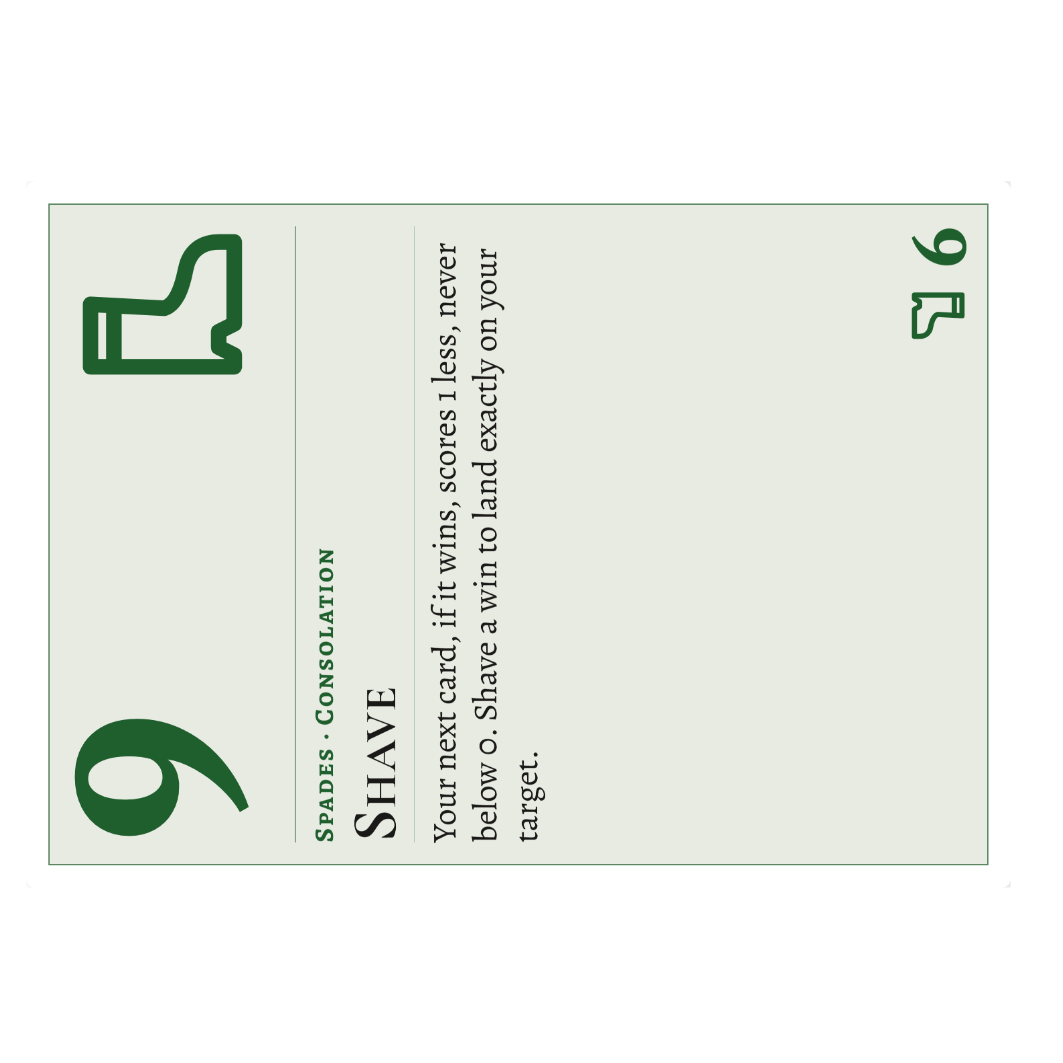 9
Spades · Consolation
Shave
Your next card, if it wins, scores 1 less, never
below 0. Shave a win to land exactly on your
target.
9